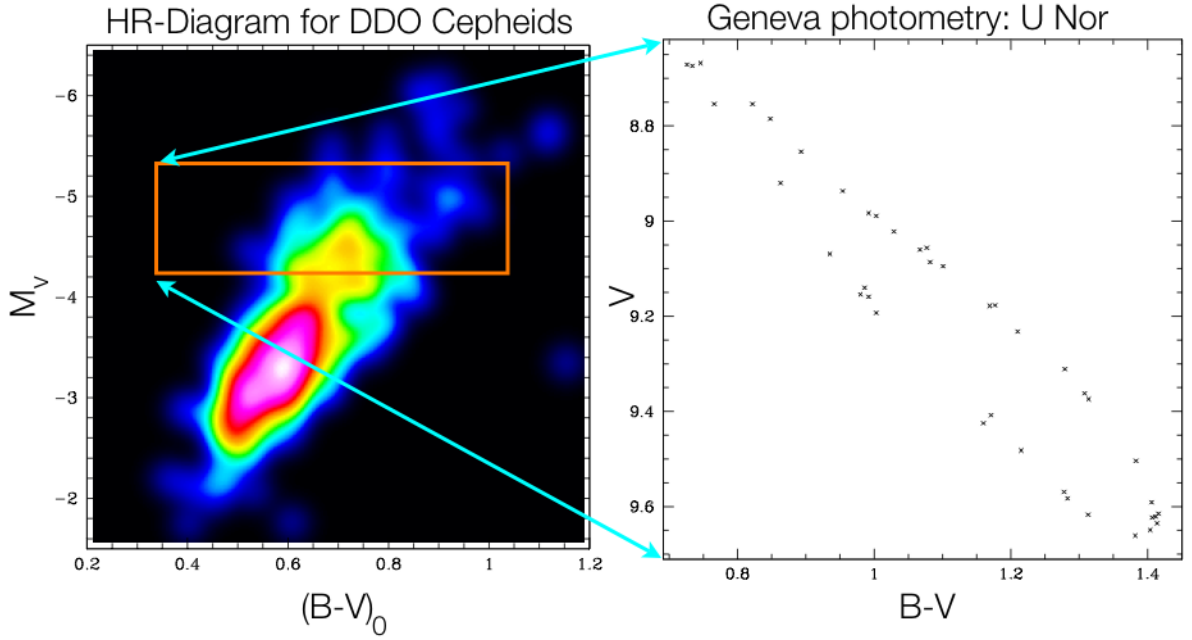 HR-Diagram for DDO Cepheids
-6
-5
-4
-3
-2
M_V
0.2 0.4 0.6 0.8 1.0 1.2
(B-V)_0
Geneva photometry: U Nor
8.8
9
9.2
9.4
9.6
V
0.8 1 1.2 1.4
B-V